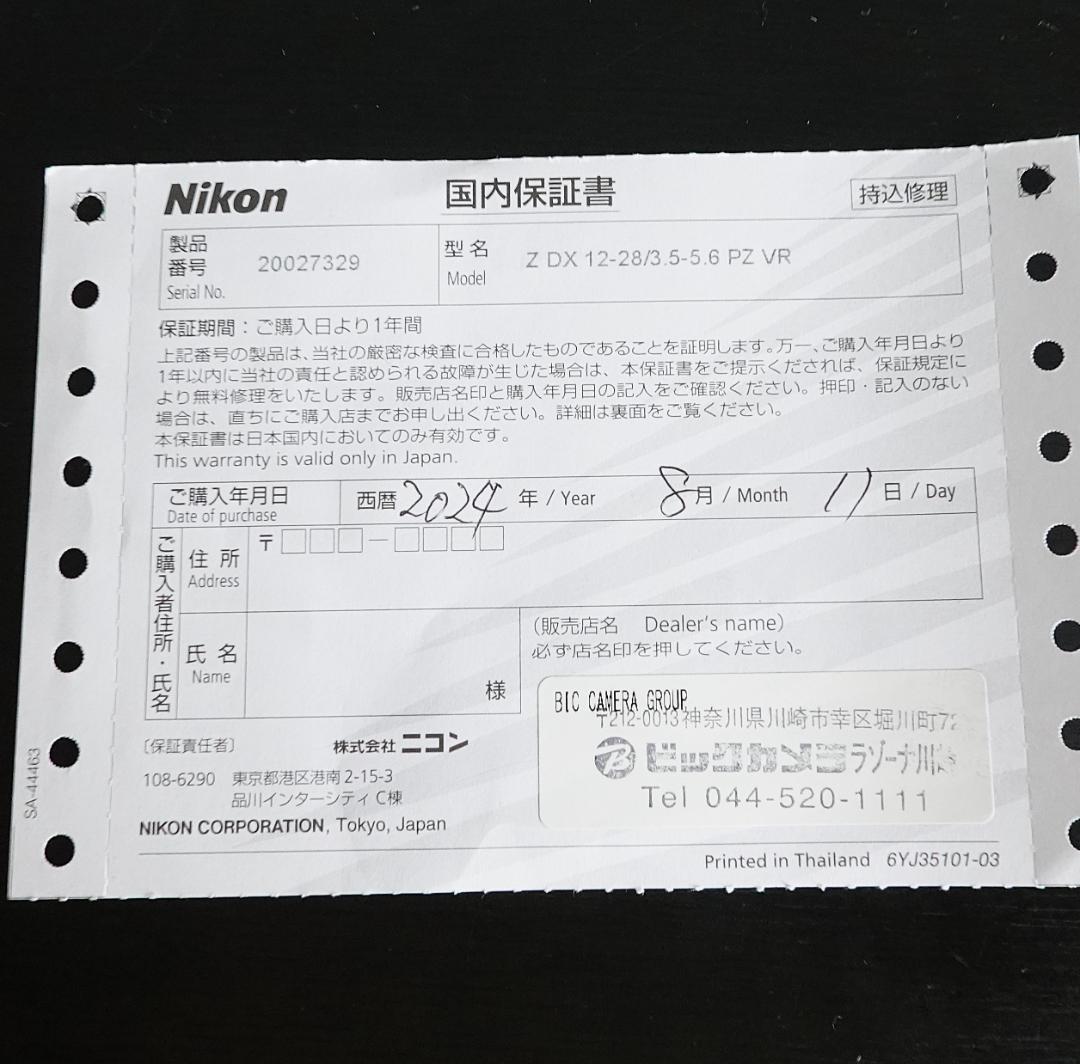 Nikon 国内保証書 持込修理
製品番号 Serial No. 20027329 型名 Model Z DX 12-28/3.5-5.6 PZ VR
保証期間：ご購入日より1年間
上記番号の製品は、当社の厳密な検査に合格したものであることを証明します。万一、ご購入年月日より
1年以内に当社の責任と認められる故障が生じた場合は、本保証書をご提示くだされば、保証規定に
より無料修理をいたします。販売店名印と購入年月日の記入をご確認ください。押印・記入のない
場合は、直ちにご購入店までお申し出ください。詳細は裏面をご覧ください。
本保証書は日本国内においてのみ有効です。
This warranty is valid only in Japan.
ご購入年月日 西暦2024 年 / Year 8月 / Month 11 日 / Day
Date of purchase
ご購入者住所・氏名
住所 〒 －
Address
氏名
Name
様
（販売店名 Dealer's name）
必ず店名印を押してください。
BIC CAMERA GROUP
〒212-0013神奈川県川崎市幸区堀川町72
ビックカメラ ラゾーナ川崎
Tel 044-520-1111
〔保証責任者〕 株式会社ニコン
108-6290 東京都港区港南2-15-3
品川インターシティC棟
NIKON CORPORATION, Tokyo, Japan
Printed in Thailand 6YJ35101-03
SA-44463